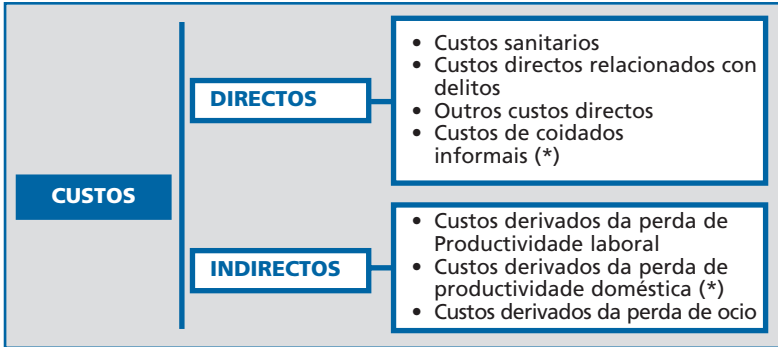 CUSTOS
DIRECTOS
• Custos sanitarios
• Custos directos relacionados con
delitos
• Outros custos directos
• Custos de coidados
informais (*)
INDIRECTOS
• Custos derivados da perda de
Productividade laboral
• Custos derivados da perda de
productividade doméstica (*)
• Custos derivados da perda de ocio